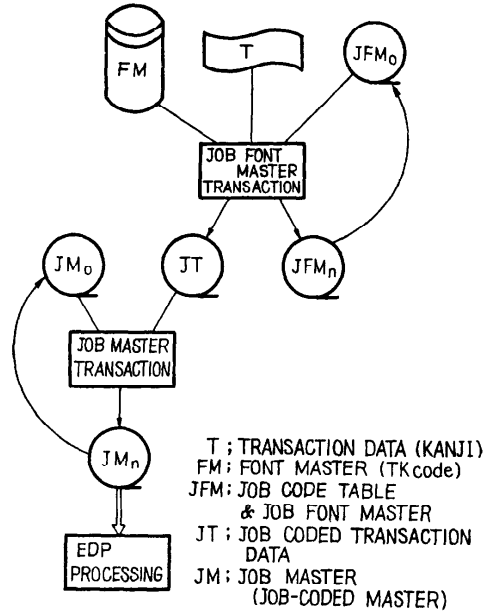 FM
T
JFM₀
JOB FONT
MASTER
TRANSACTION
JM₀
JT
JFMₙ
JOB MASTER
TRANSACTION
JMₙ
EDP
PROCESSING
T ; TRANSACTION DATA (KANJI)
FM ; FONT MASTER (TKcode)
JFM ; JOB CODE TABLE
& JOB FONT MASTER
JT ; JOB CODED TRANSACTION
DATA
JM ; JOB MASTER
(JOB-CODED MASTER)